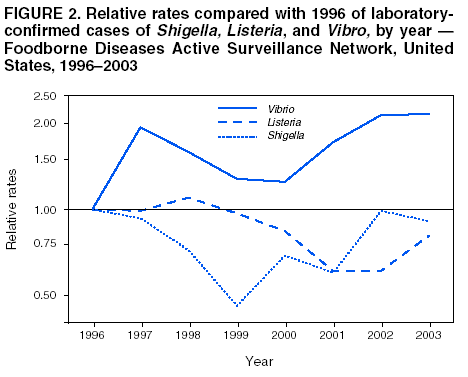 FIGURE 2. Relative rates compared with 1996 of laboratory-
confirmed cases of Shigella, Listeria, and Vibro, by year —
Foodborne Diseases Active Surveillance Network, United
States, 1996–2003
2.50
2.00
1.50
1.00
0.75
0.50
Relative rates
Vibrio
Listeria
Shigella
1996 1997 1998 1999 2000 2001 2002 2003
Year